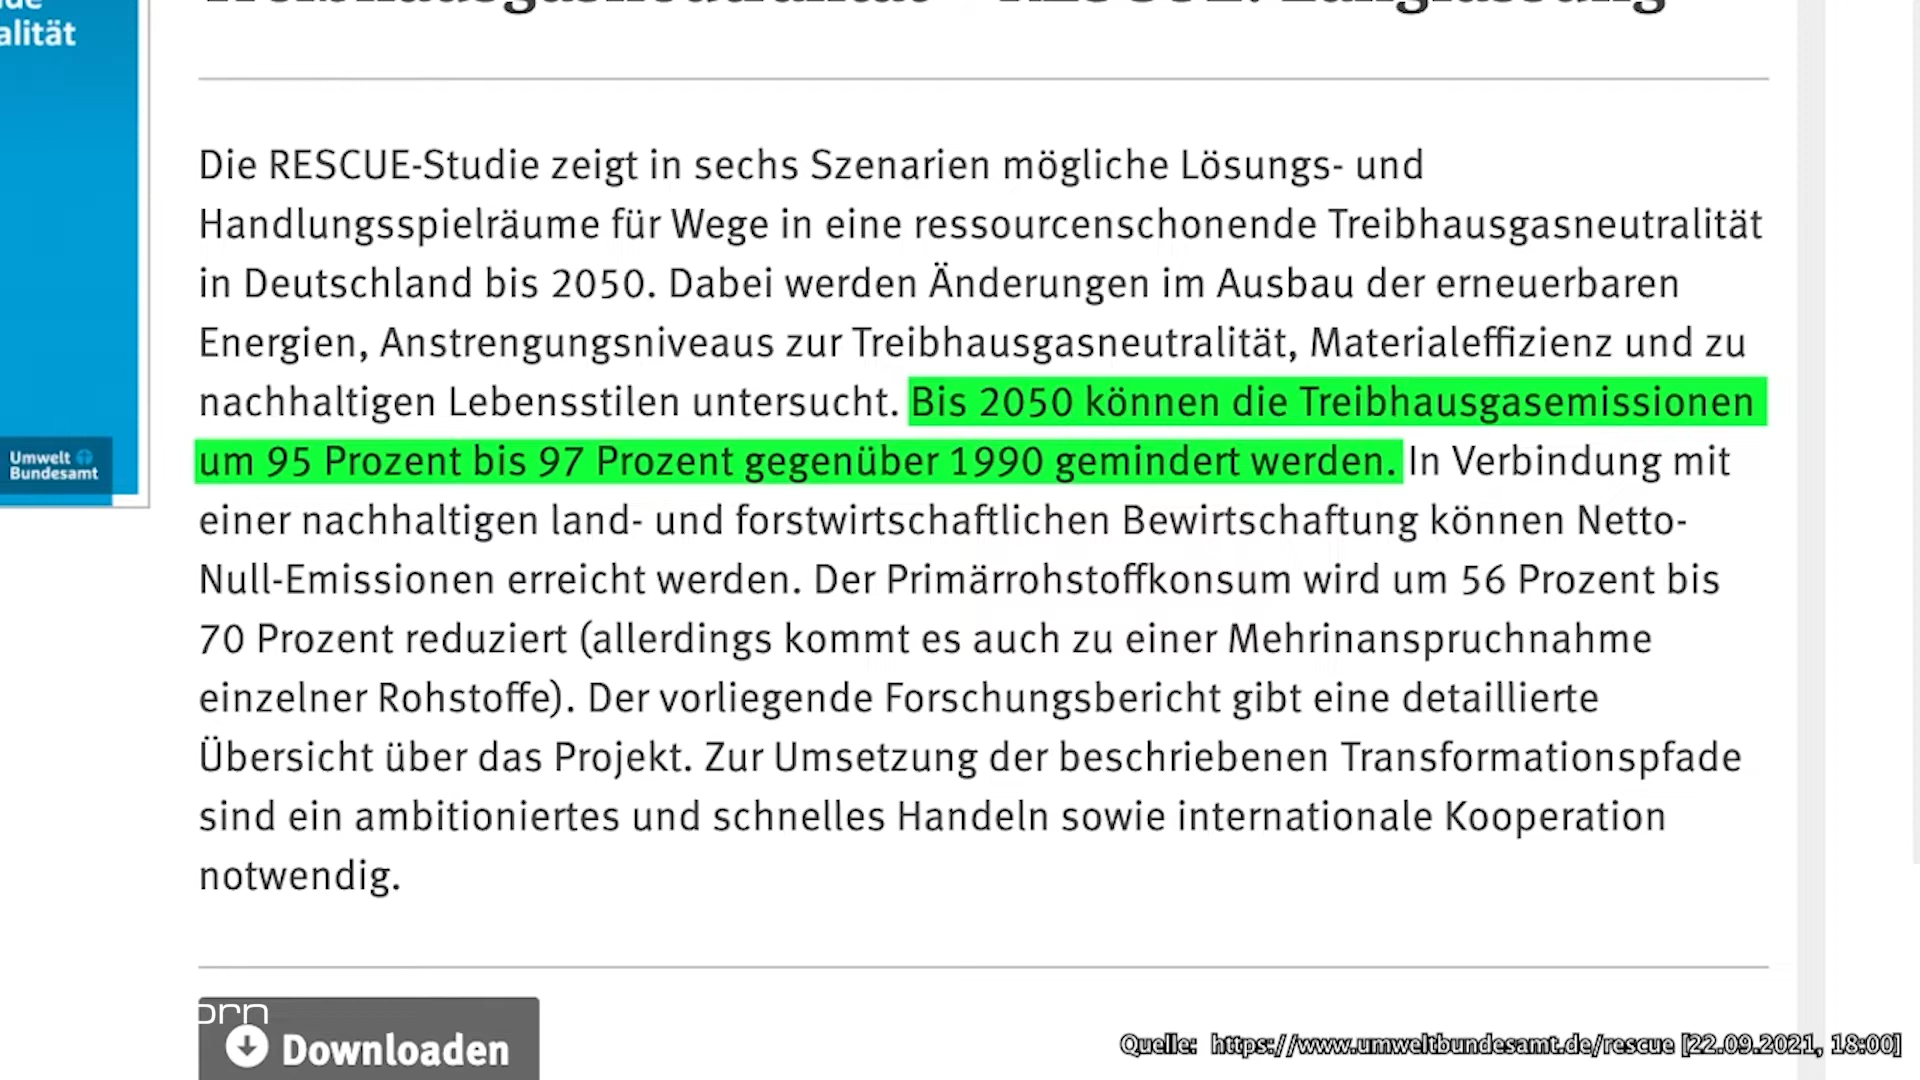 alität
Die RESCUE-Studie zeigt in sechs Szenarien mögliche Lösungs- und
Handlungsspielräume für Wege in eine ressourcenschonende Treibhausgasneutralität
in Deutschland bis 2050. Dabei werden Änderungen im Ausbau der erneuerbaren
Energien, Anstrengungsniveaus zur Treibhausgasneutralität, Materialeffizienz und zu
nachhaltigen Lebensstilen untersucht. Bis 2050 können die Treibhausgasemissionen
um 95 Prozent bis 97 Prozent gegenüber 1990 gemindert werden. In Verbindung mit
einer nachhaltigen land- und forstwirtschaftlichen Bewirtschaftung können Netto-
Null-Emissionen erreicht werden. Der Primärrohstoffkonsum wird um 56 Prozent bis
70 Prozent reduziert (allerdings kommt es auch zu einer Mehrinanspruchnahme
einzelner Rohstoffe). Der vorliegende Forschungsbericht gibt eine detaillierte
Übersicht über das Projekt. Zur Umsetzung der beschriebenen Transformationspfade
sind ein ambitioniertes und schnelles Handeln sowie internationale Kooperation
notwendig.
Umwelt
Bundesamt
orn
Downloaden
Quelle: https://www.umweltbundesamt.de/rescue [22.09.2021, 18:00]